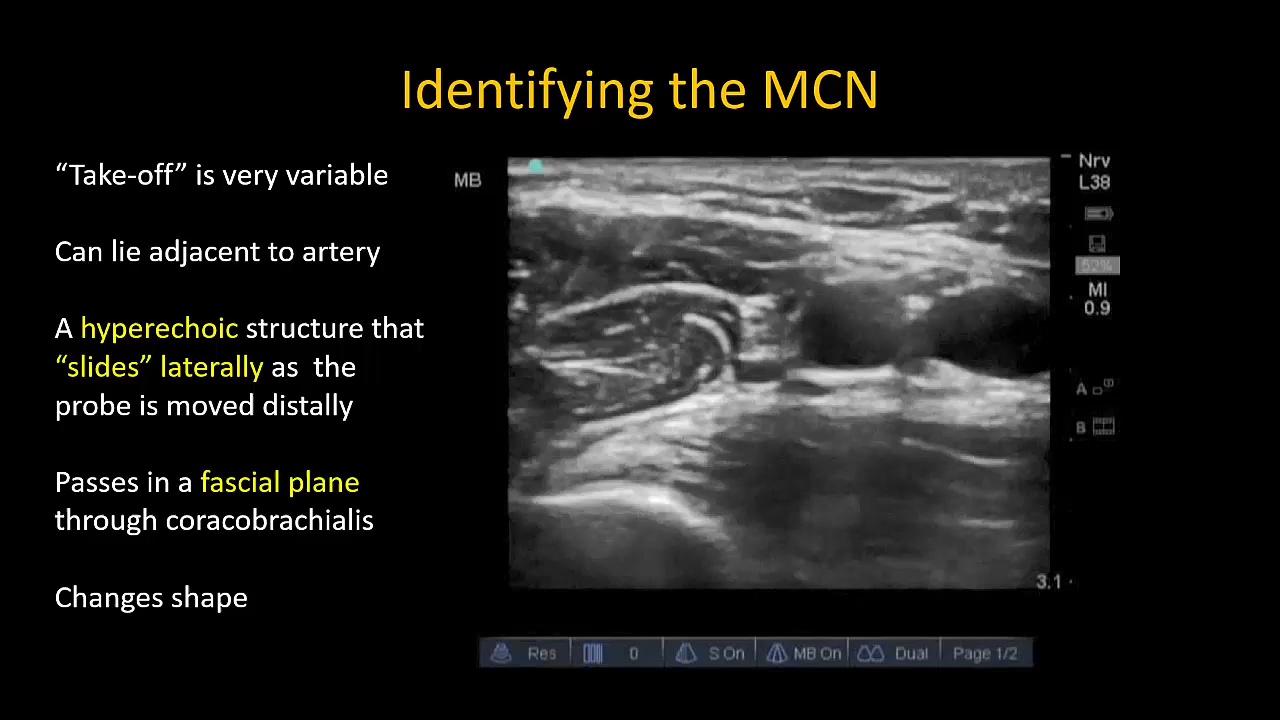 Identifying the MCN
“Take-off” is very variable
Can lie adjacent to artery
A hyperechoic structure that
“slides” laterally as  the
probe is moved distally
Passes in a fascial plane
through coracobrachialis
Changes shape
MB
Nrv
L38
52%
MI
0.9
A
B
3.1
Res
0
S On
MB On
Dual
Page 1/2